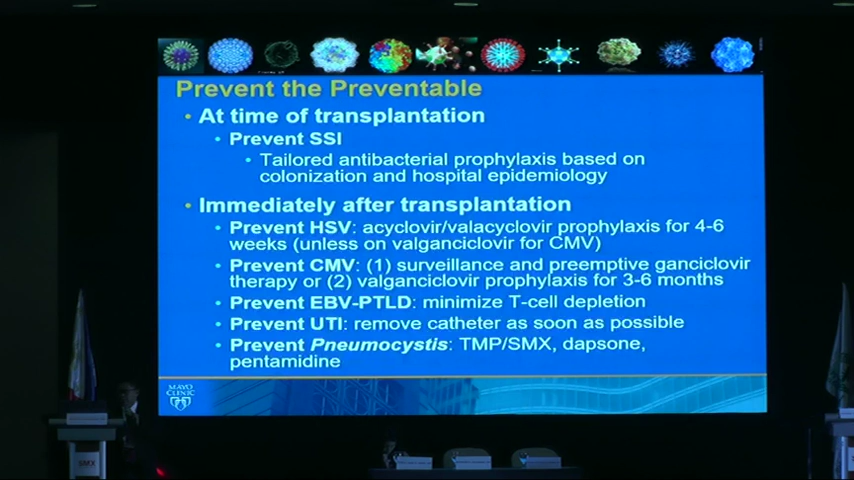 Prevent the Preventable
• At time of transplantation
• Prevent SSI
• Tailored antibacterial prophylaxis based on
colonization and hospital epidemiology
• Immediately after transplantation
• Prevent HSV: acyclovir/valacyclovir prophylaxis for 4-6
weeks (unless on valganciclovir for CMV)
• Prevent CMV: (1) surveillance and preemptive ganciclovir
therapy or (2) valganciclovir prophylaxis for 3-6 months
• Prevent EBV-PTLD: minimize T-cell depletion
• Prevent UTI: remove catheter as soon as possible
• Prevent Pneumocystis: TMP/SMX, dapsone,
pentamidine
MAYO
CLINIC
SMX